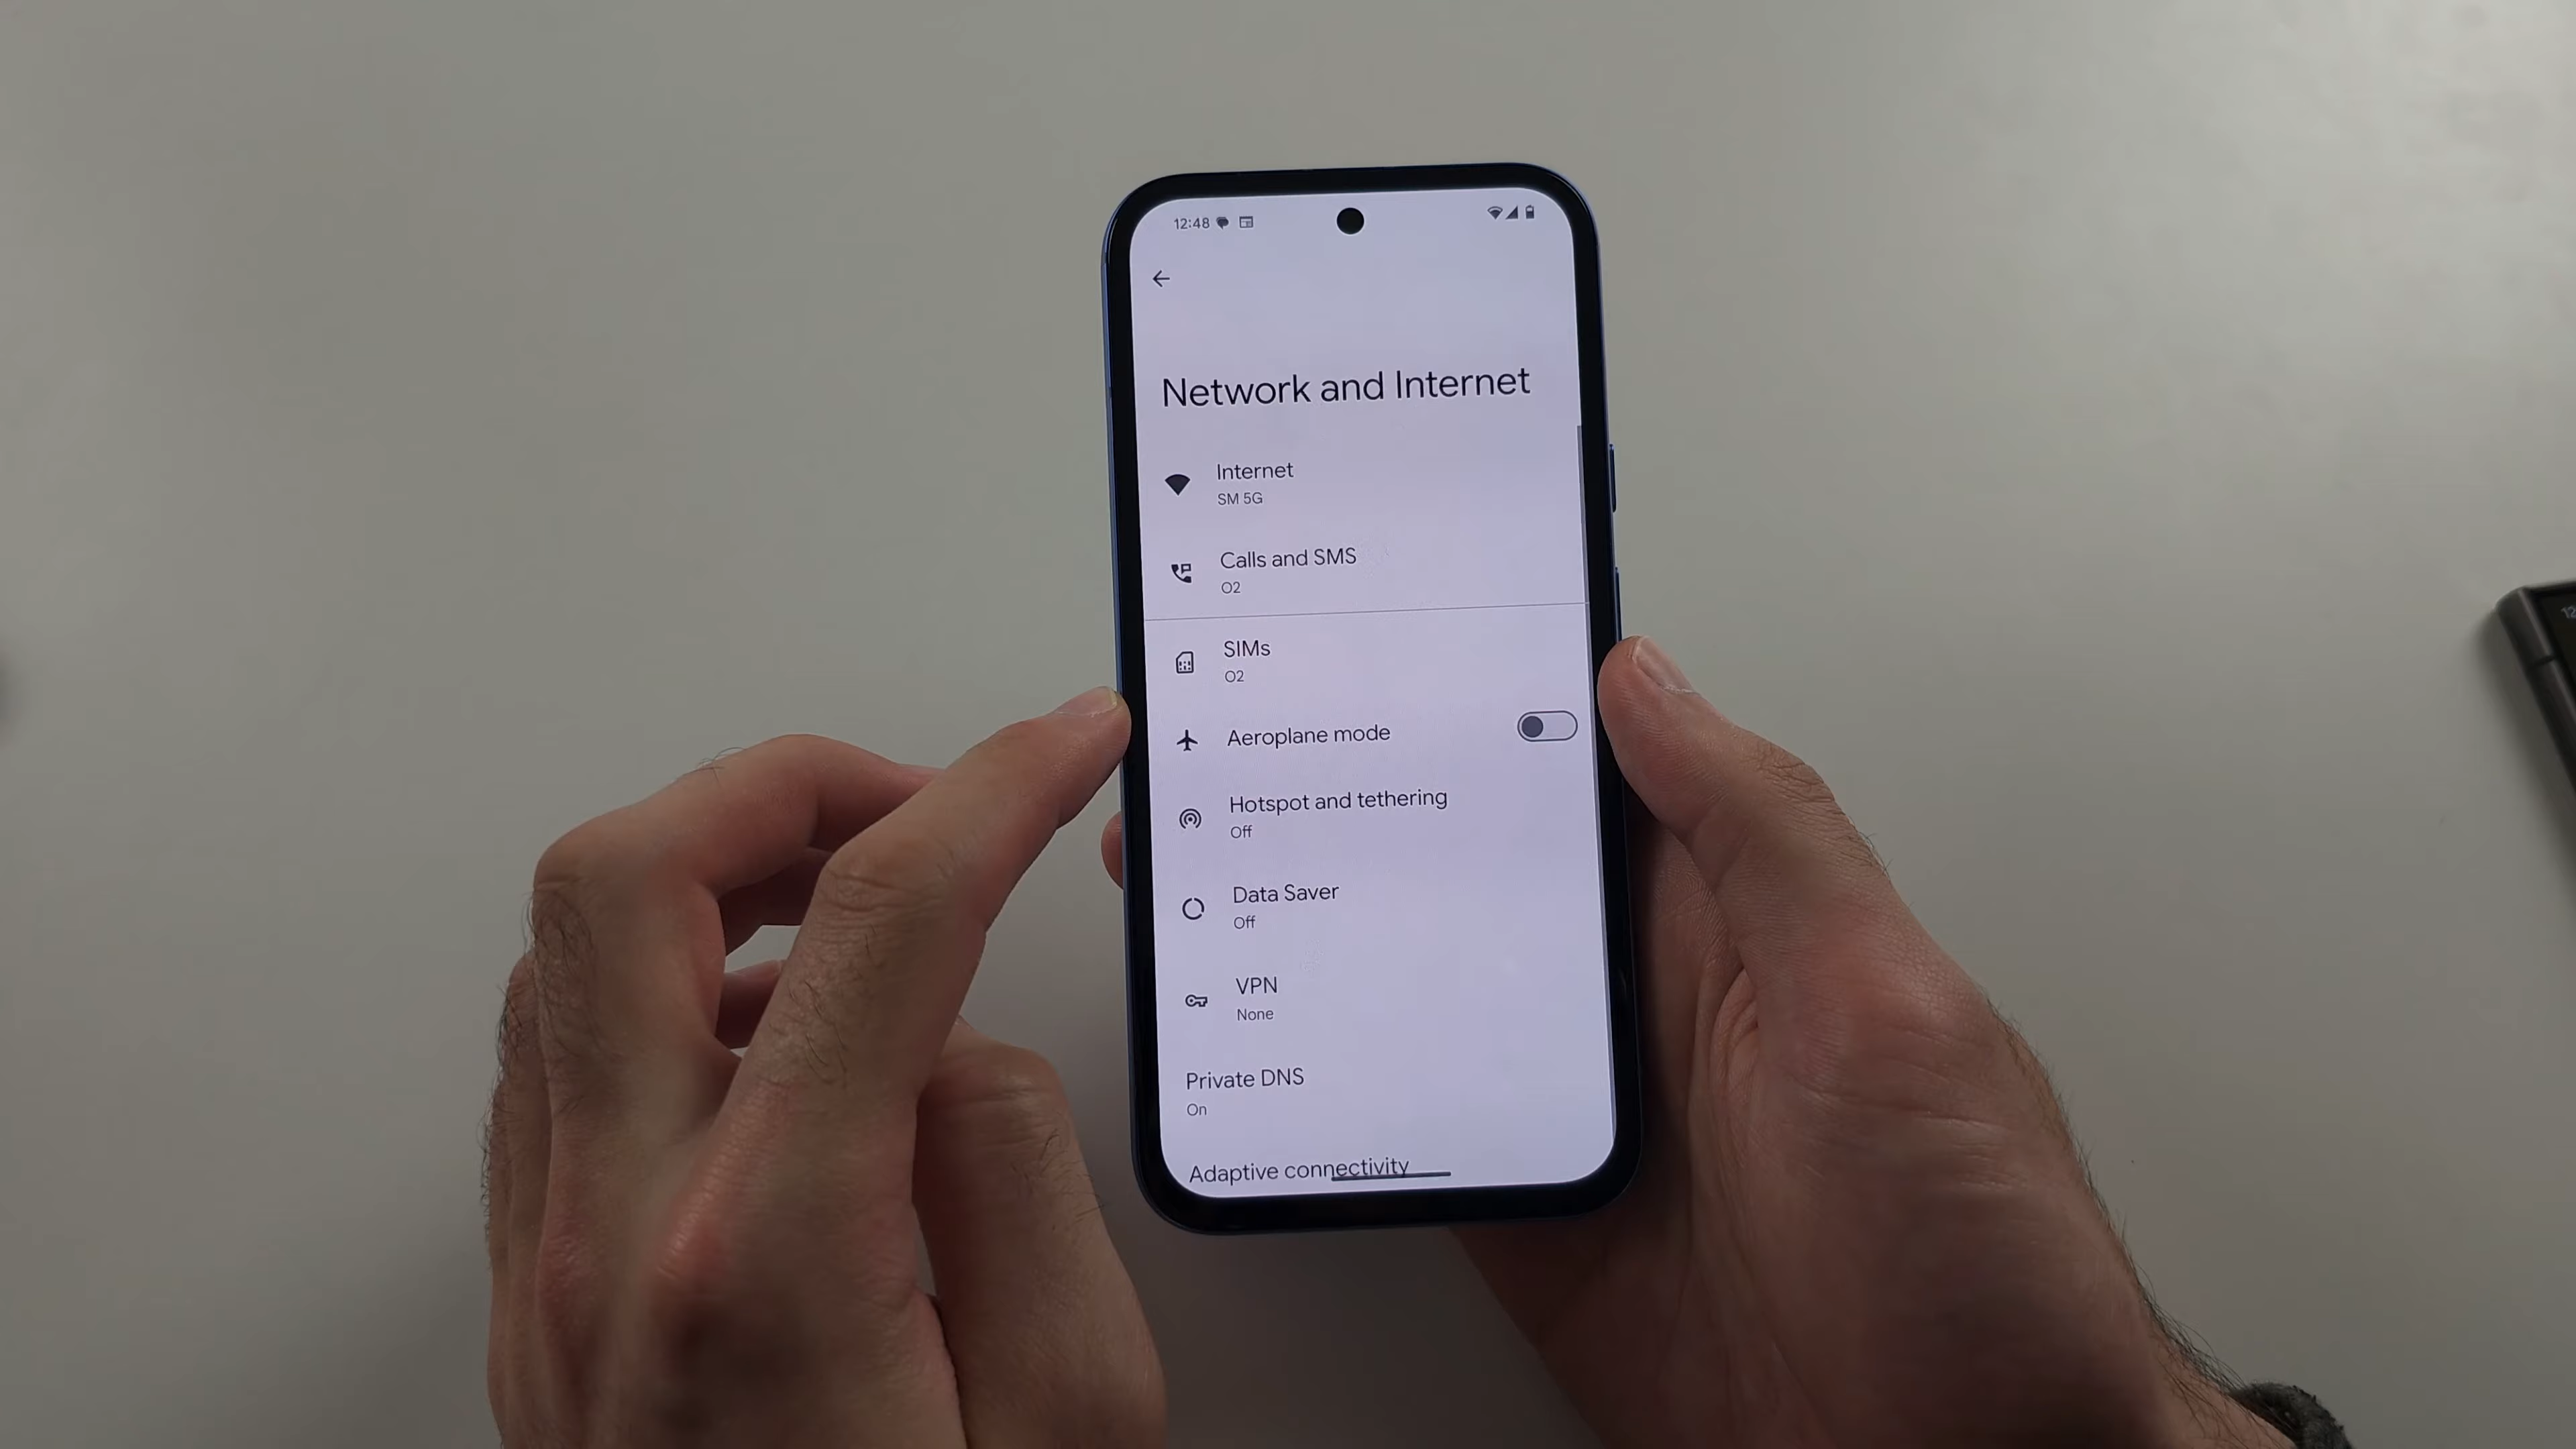 12:48
Network and Internet
Internet
SM 5G
Calls and SMS
O2
SIMs
O2
Aeroplane mode
Hotspot and tethering
Off
Data Saver
Off
VPN
None
Private DNS
On
Adaptive connectivity
12